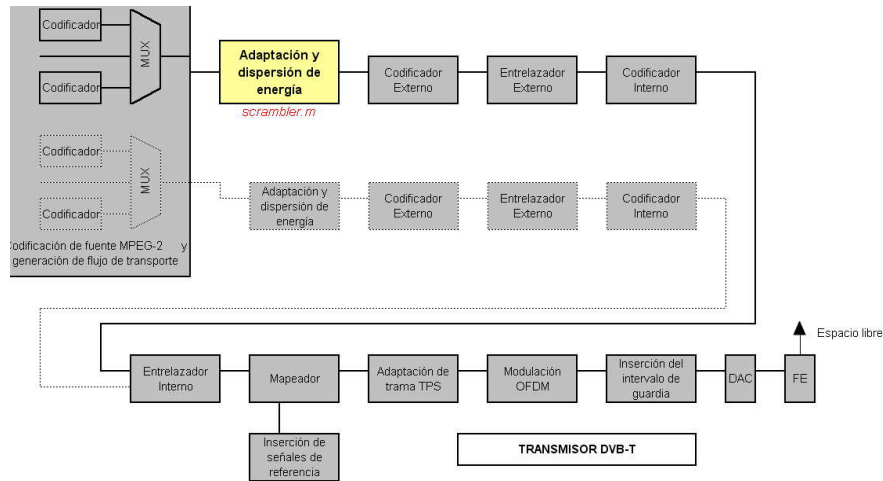 Codificador
MUX
Codificador
Adaptación y
dispersión de
energía
scrambler.m
Codificador
Externo
Entrelazador
Externo
Codificador
Interno
Codificador
MUX
Codificador
Adaptación y
dispersión de
energía
Codificador
Externo
Entrelazador
Externo
Codificador
Interno
Codificación de fuente MPEG-2 y
generación de flujo de transporte
Espacio libre
Entrelazador
Interno
Mapeador
Adaptación de
trama TPS
Modulación
OFDM
Inserción del
intervalo de
guardia
DAC
FE
Inserción de
señales de
referencia
TRANSMISOR DVB-T